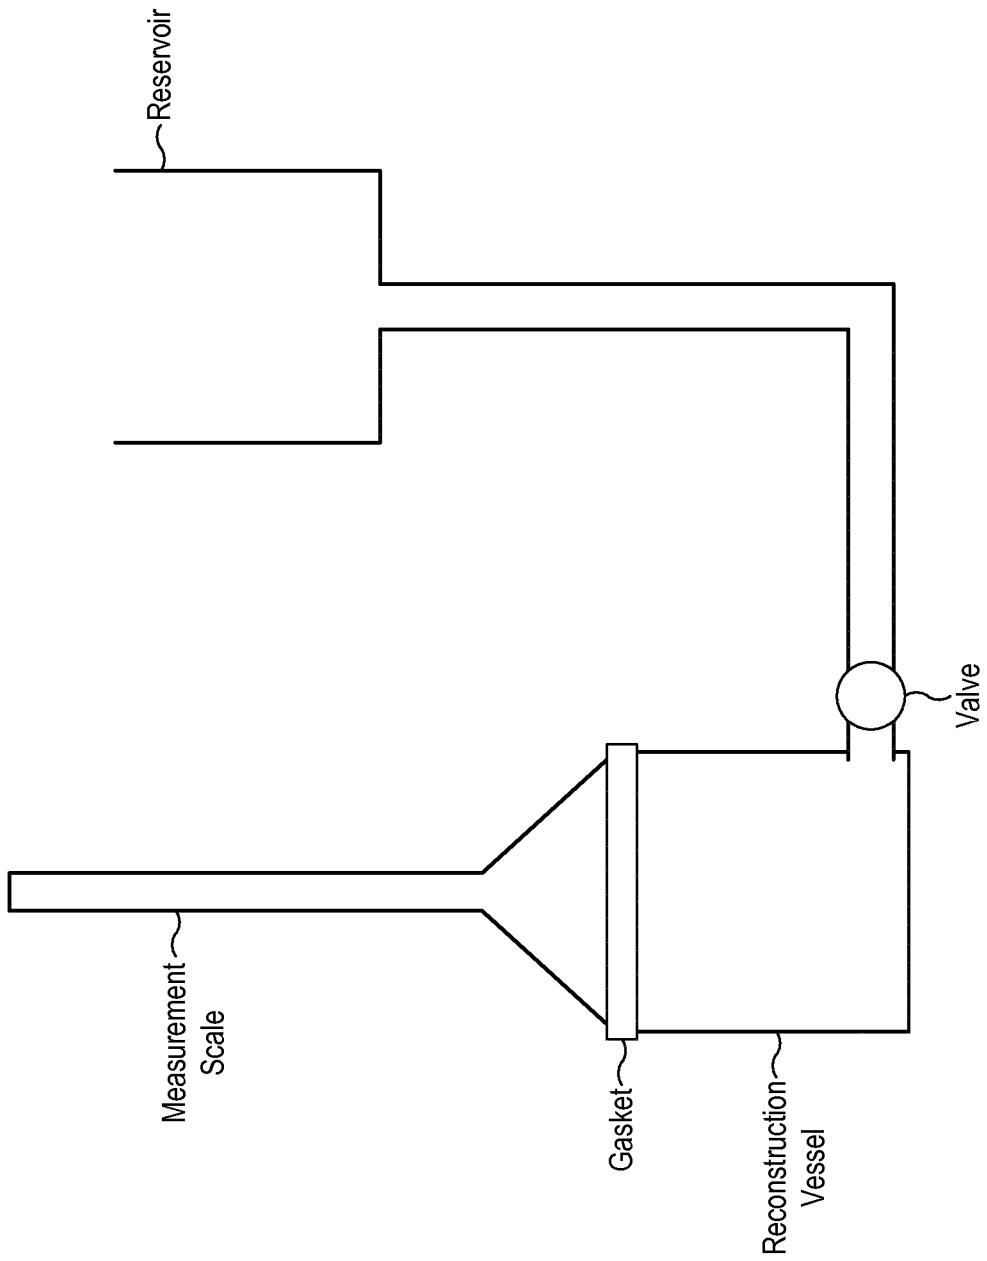 Reservoir
Measurement
Scale
Valve
Gasket
Reconstruction
Vessel